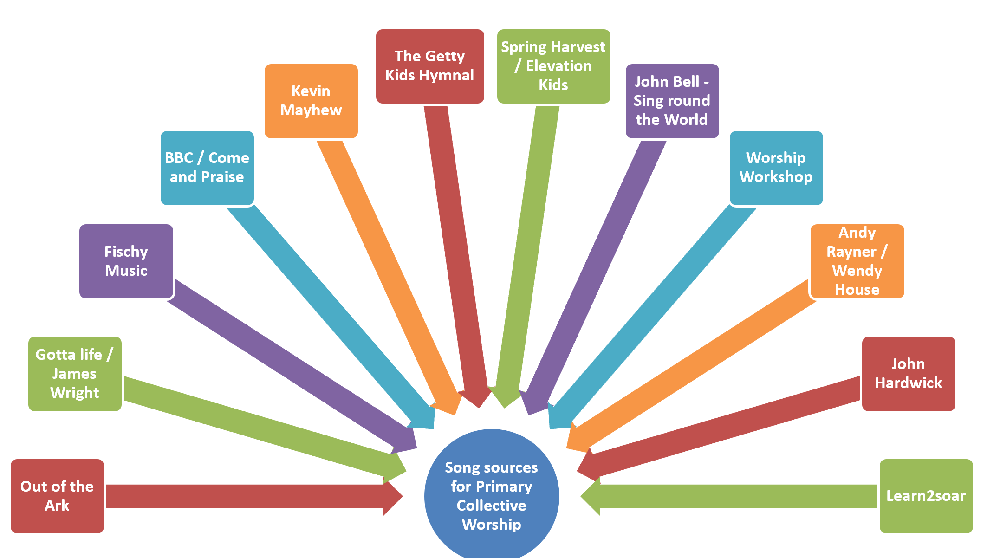 The Getty
Kids Hymnal
Spring Harvest
/ Elevation
Kids
Kevin
Mayhew
John Bell -
Sing round
the World
BBC / Come
and Praise
Worship
Workshop
Fischy
Music
Andy
Rayner /
Wendy
House
Gotta life /
James
Wright
John
Hardwick
Out of the
Ark
Song sources
for Primary
Collective
Worship
Learn2soar